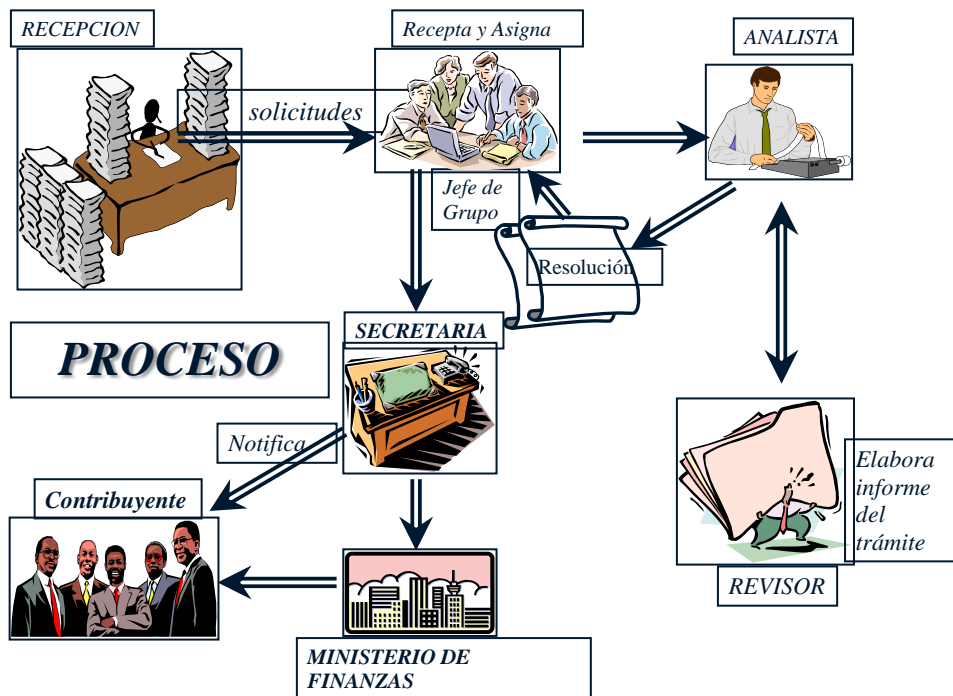 RECEPCION
Recepta y Asigna
ANALISTA
solicitudes
Jefe de
Grupo
Resolución
SECRETARIA
PROCESO
Notifica
Elabora
informe
del
trámite
Contribuyente
REVISOR
MINISTERIO DE
FINANZAS